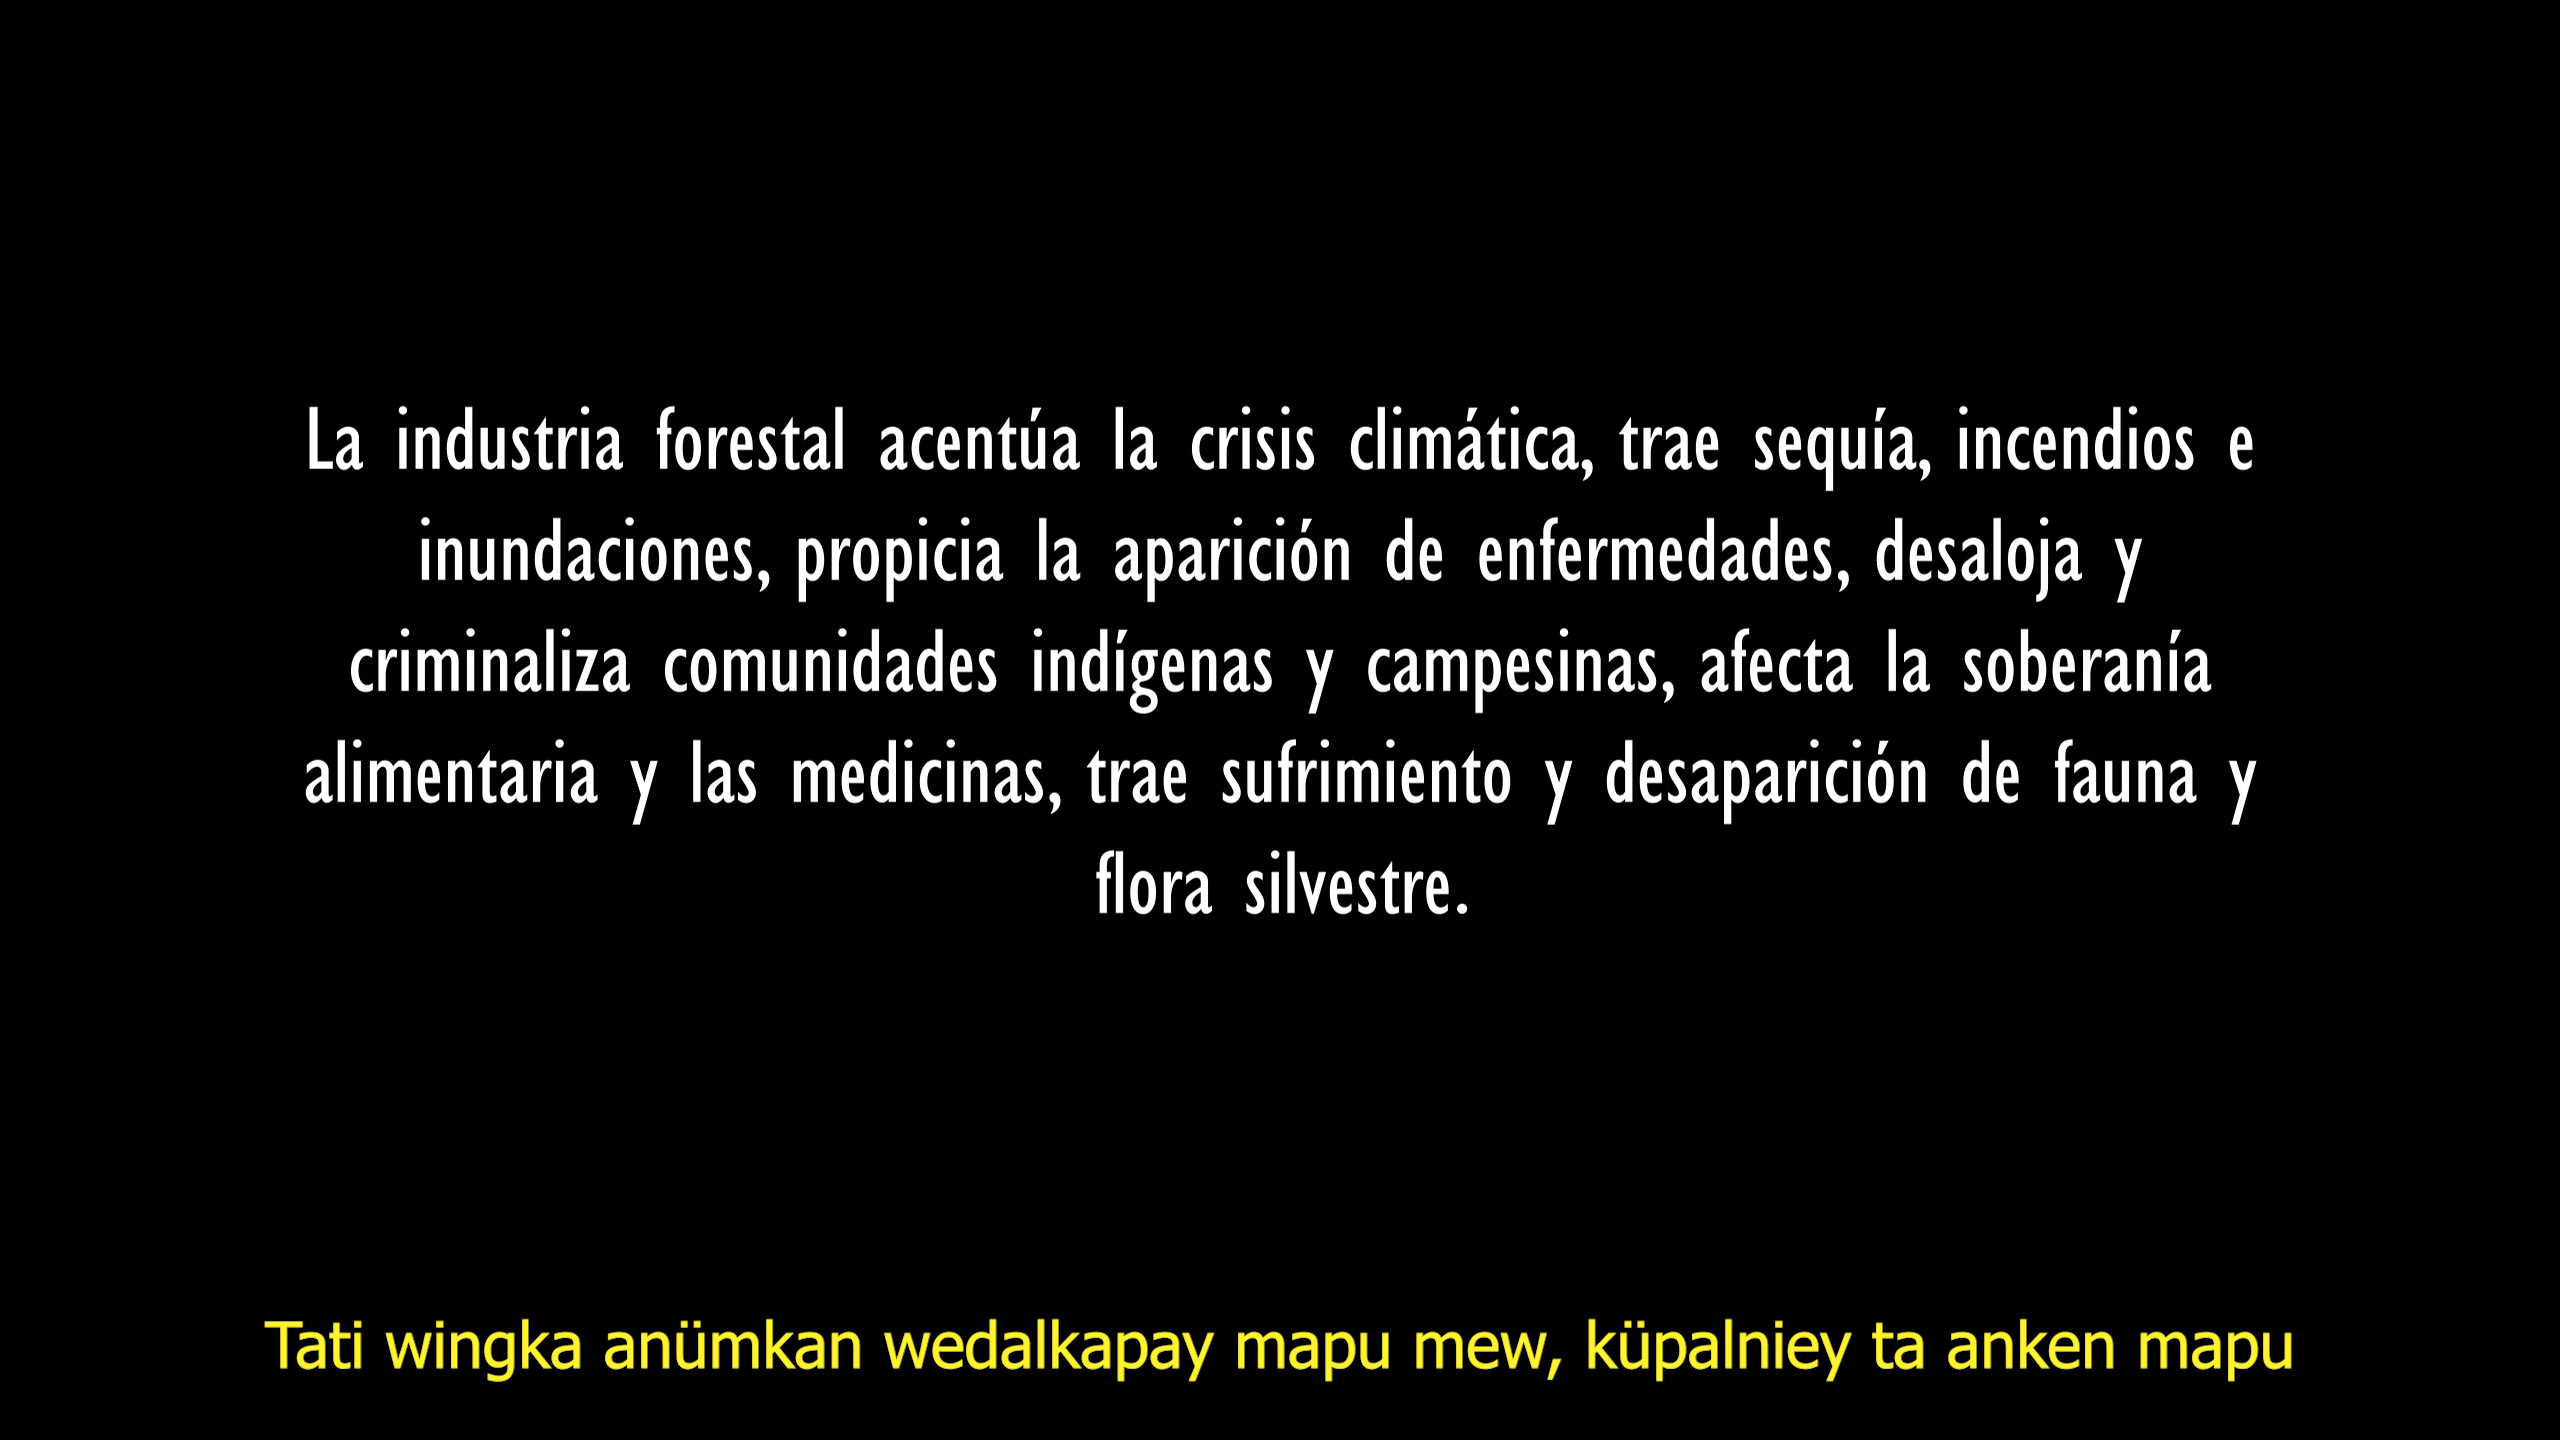 La industria forestal acentúa la crisis climática, trae sequía, incendios e
inundaciones, propicia la aparición de enfermedades, desaloja y
criminaliza comunidades indígenas y campesinas, afecta la soberanía
alimentaria y las medicinas, trae sufrimiento y desaparición de fauna y
flora silvestre.
Tati wingka anümkan wedalkapay mapu mew, küpalniey ta anken mapu